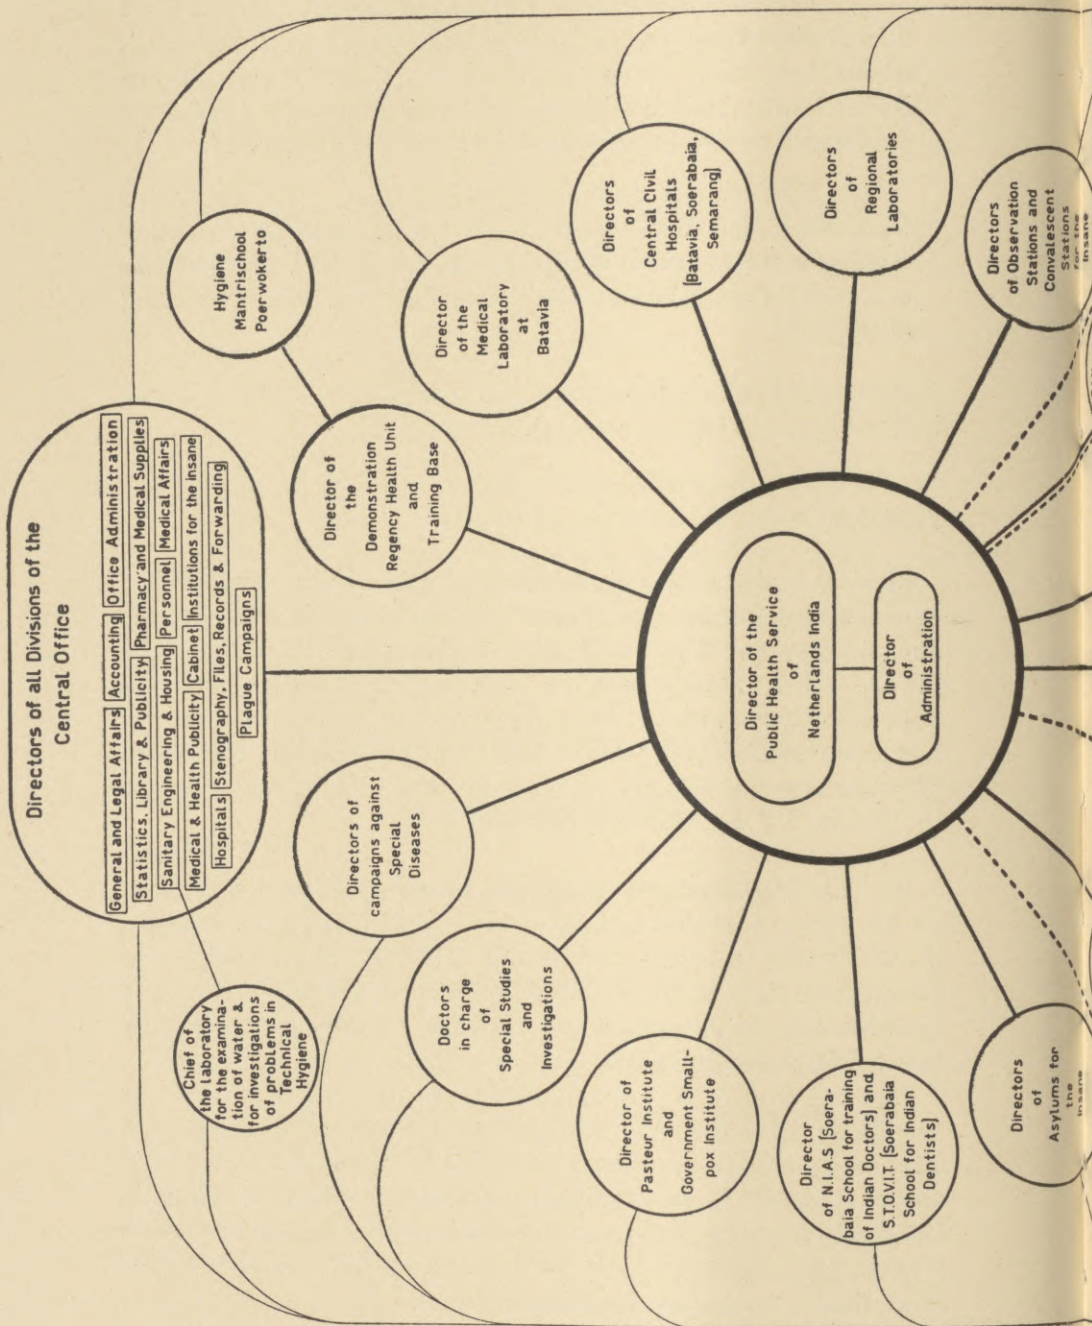 Directors of all Divisions of the
Central Office
General and Legal Affairs Accounting Office Administration
Statistics, Library & Publicity Pharmacy and Medical Supplies
Sanitary Engineering & Housing Personnel Medical Affairs
Medical & Health Publicity Cabinet Institutions for the insane
Hospitals Stenography, Files, Records & Forwarding
Plague Campaigns
Chief of
the laboratory
for the examina-
tion of water &
for investigations
of problems in
Technical
Hygiene
Hygiene
Mantrischool
Poerwokerto
Directors of
campaigns against
Special
Diseases
Director of
the
Demonstration
Regency Health Unit
and
Training Base
Doctors
in charge
of
Special Studies
and
Investigations
Director
of the
Medical
Laboratory
at
Batavia
Director of
Pasteur Institute
and
Government Small-
pox Institute
Directors
of
Central Civil
Hospitals
[Batavia, Soerabaia,
Semarang]
Director of the
Public Health Service
of
Netherlands India
Director
of
Administration
Director
of N.I.A.S [Soera-
baia School for training
of Indian Doctors] and
S.T.O.V.I.T. [Soerabaia
School for Indian
Dentists]
Directors
of
Regional
Laboratories
Directors
of
Asylums for
the
Insane
Directors
of Observation
Stations and
Convalescent
Stations
for the
Insane